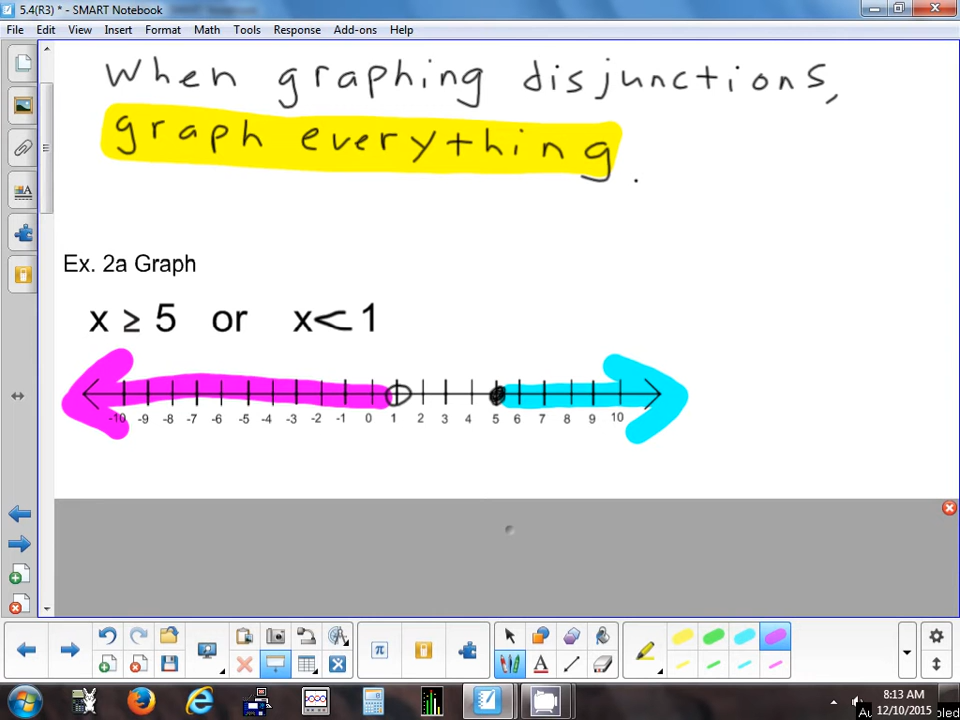 5.4(R3) * - SMART Notebook
File Edit View Insert Format Math Tools Response Add-ons Help
When graphing disjunctions,
graph everything.
Ex. 2a Graph
x ≥ 5 or x < 1
-10 -9 -8 -7 -6 -5 -4 -3 -2 -1 0 1 2 3 4 5 6 7 8 9 10
8:13 AM
12/10/2015